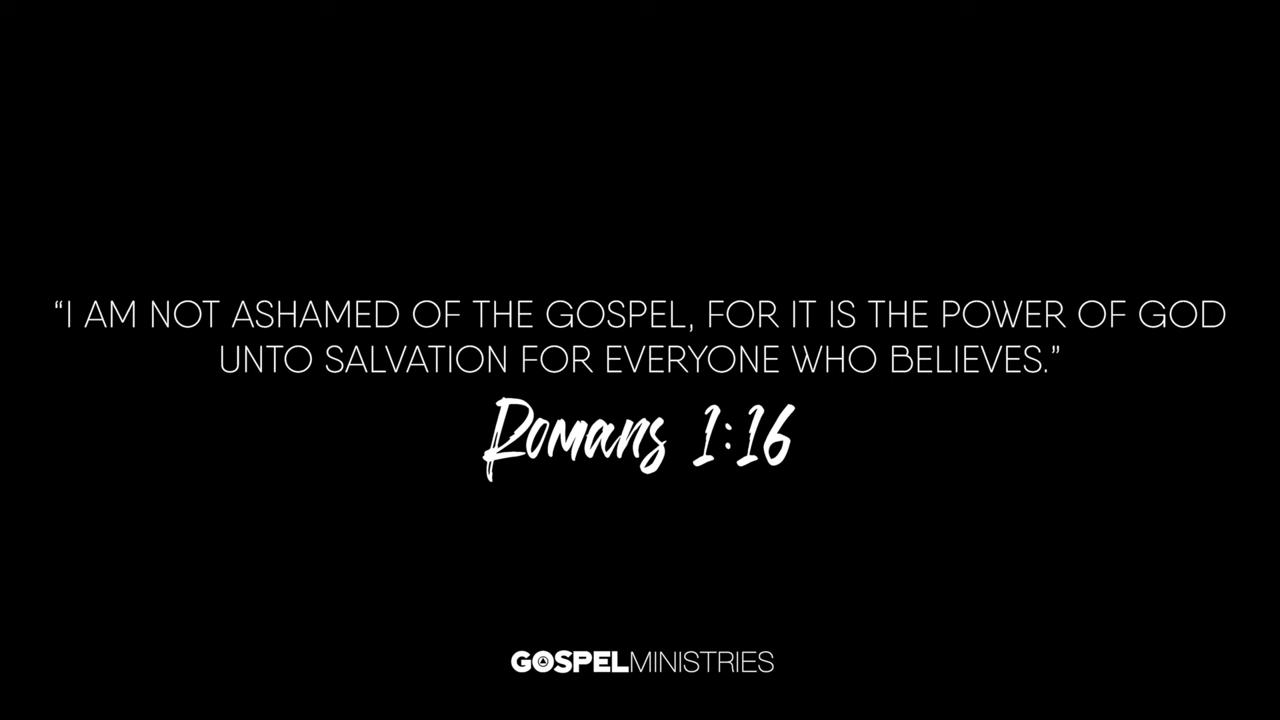 “I AM NOT ASHAMED OF THE GOSPEL, FOR IT IS THE POWER OF GOD
UNTO SALVATION FOR EVERYONE WHO BELIEVES.”
Romans 1:16
GOSPELMINISTRIES